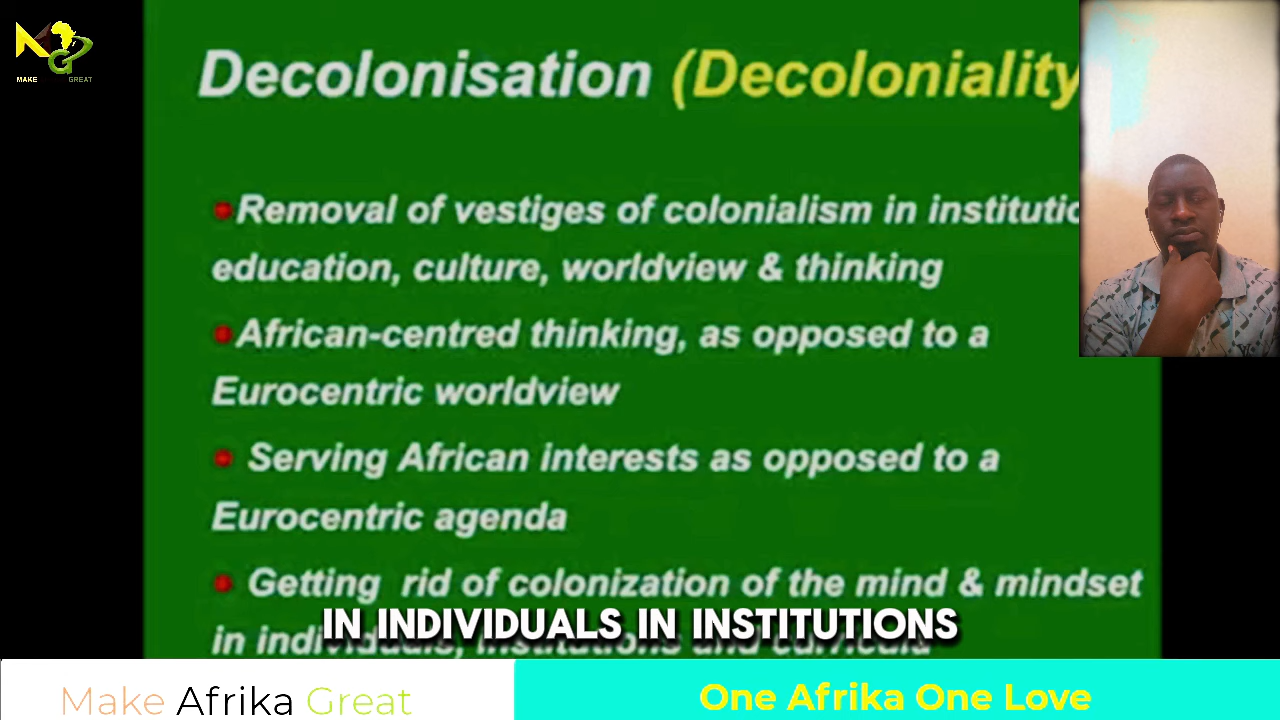 MAKE GREAT
Decolonisation (Decoloniality
Removal of vestiges of colonialism in
education, culture, worldview & thinking
African-centred thinking, as opposed to a
Eurocentric worldview
Serving African interests as opposed to a
Eurocentric agenda
Getting rid of colonization of the mind & mindset
in
IN INDIVIDUALS IN INSTITUTIONS
Make Afrika Great
One Afrika One Love